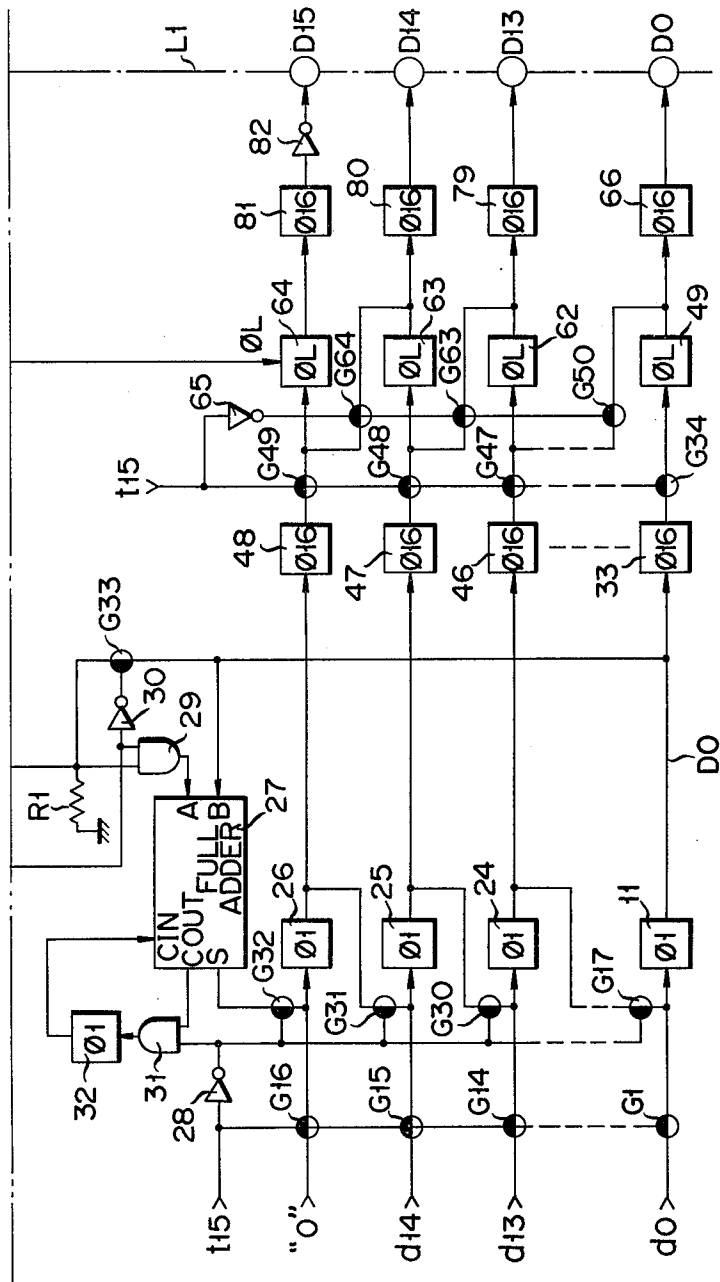 L1
R1
30
G33
29
A
B
27
CIN
COUT
S
FULL
ADDER
32
Ø1
31
28
t15
"0"
d14
d13
d0
G16
G15
G14
G1
G32
G31
G30
G17
26
Ø1
25
Ø1
24
Ø1
11
Ø1
D0
48
Ø16
47
Ø16
46
Ø16
33
Ø16
t15
65
G49
G48
G47
G34
G64
G63
G50
ØL
64
ØL
63
ØL
62
ØL
49
ØL
81
Ø16
80
Ø16
79
Ø16
66
Ø16
82
D15
D14
D13
D0